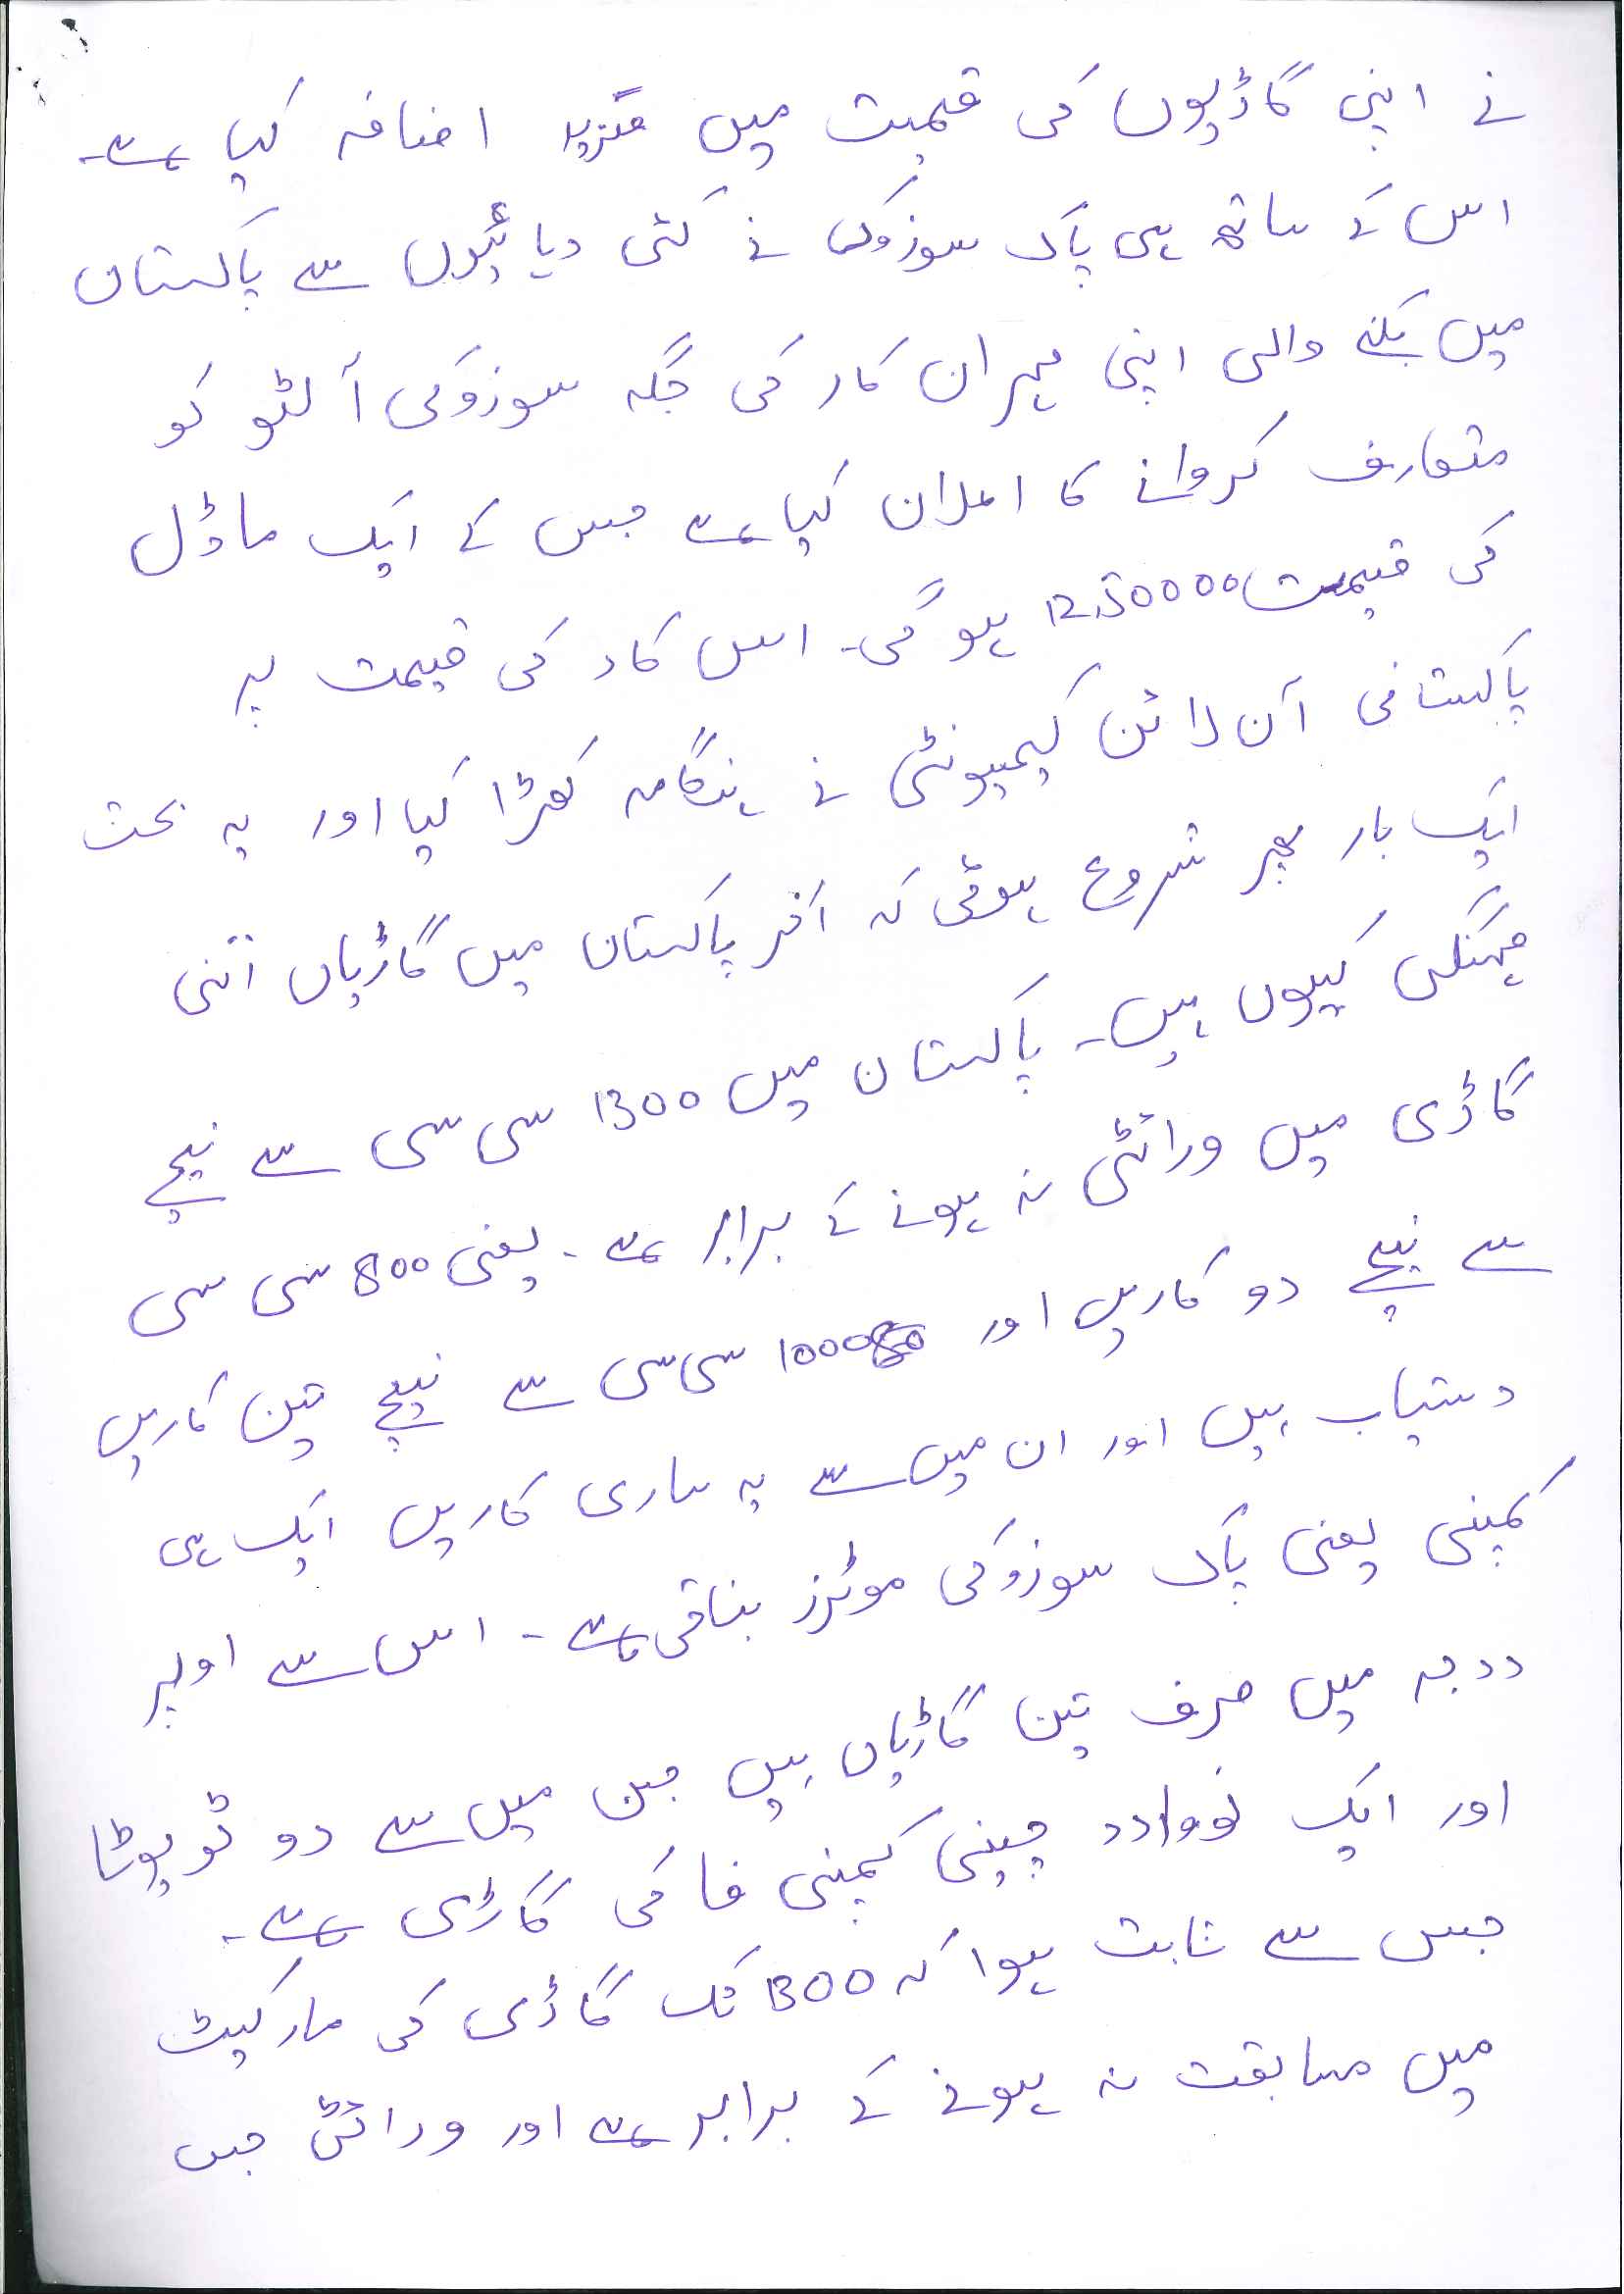 نے اپنی گاڑیوں کی قیمت میں مزید اضافہ کیا ہے۔
اس کے ساتھ ہی پاک سوزوکی نے کئی دہائیوں سے پاکستان
میں بکنے والی اپنی مہران کار کی جگہ سوزوکی آلٹو کو
متعارف کروانے کا اعلان کیا ہے جس کے ایک ماڈل
کی قیمت 1250000 ہو گی۔ اس کار کی قیمت پر
پاکستانی آن لائن کیمیونٹی نے ہنگامہ کھڑا کیا اور یہ بحث
ایک بار پھر شروع ہوئی کہ آخر پاکستان میں گاڑیاں اتنی
مہنگی کیوں ہیں۔ پاکستان میں 1300 سی سی سے نیچے
گاڑی میں ورائٹی نہ ہونے کے برابر ہے۔ یعنی 800 سی سی
سے نیچے دو کاریں اور 1000 سی سی سے نیچے تین کاریں
دستیاب ہیں اور ان میں سے یہ ساری کاریں ایک ہی
کمپنی یعنی پاک سوزوکی موٹرز بناتی ہے۔ اس سے اوپر
درجہ میں صرف تین گاڑیاں ہیں جن میں سے دو ٹویوٹا
اور ایک نووارد چینی کمپنی فا کی گاڑی ہے۔
جس سے ثابت ہوا کہ 1300 تک گاڑی کی مارکیٹ
میں مسابقت نہ ہونے کے برابر ہے اور ورائٹی جس